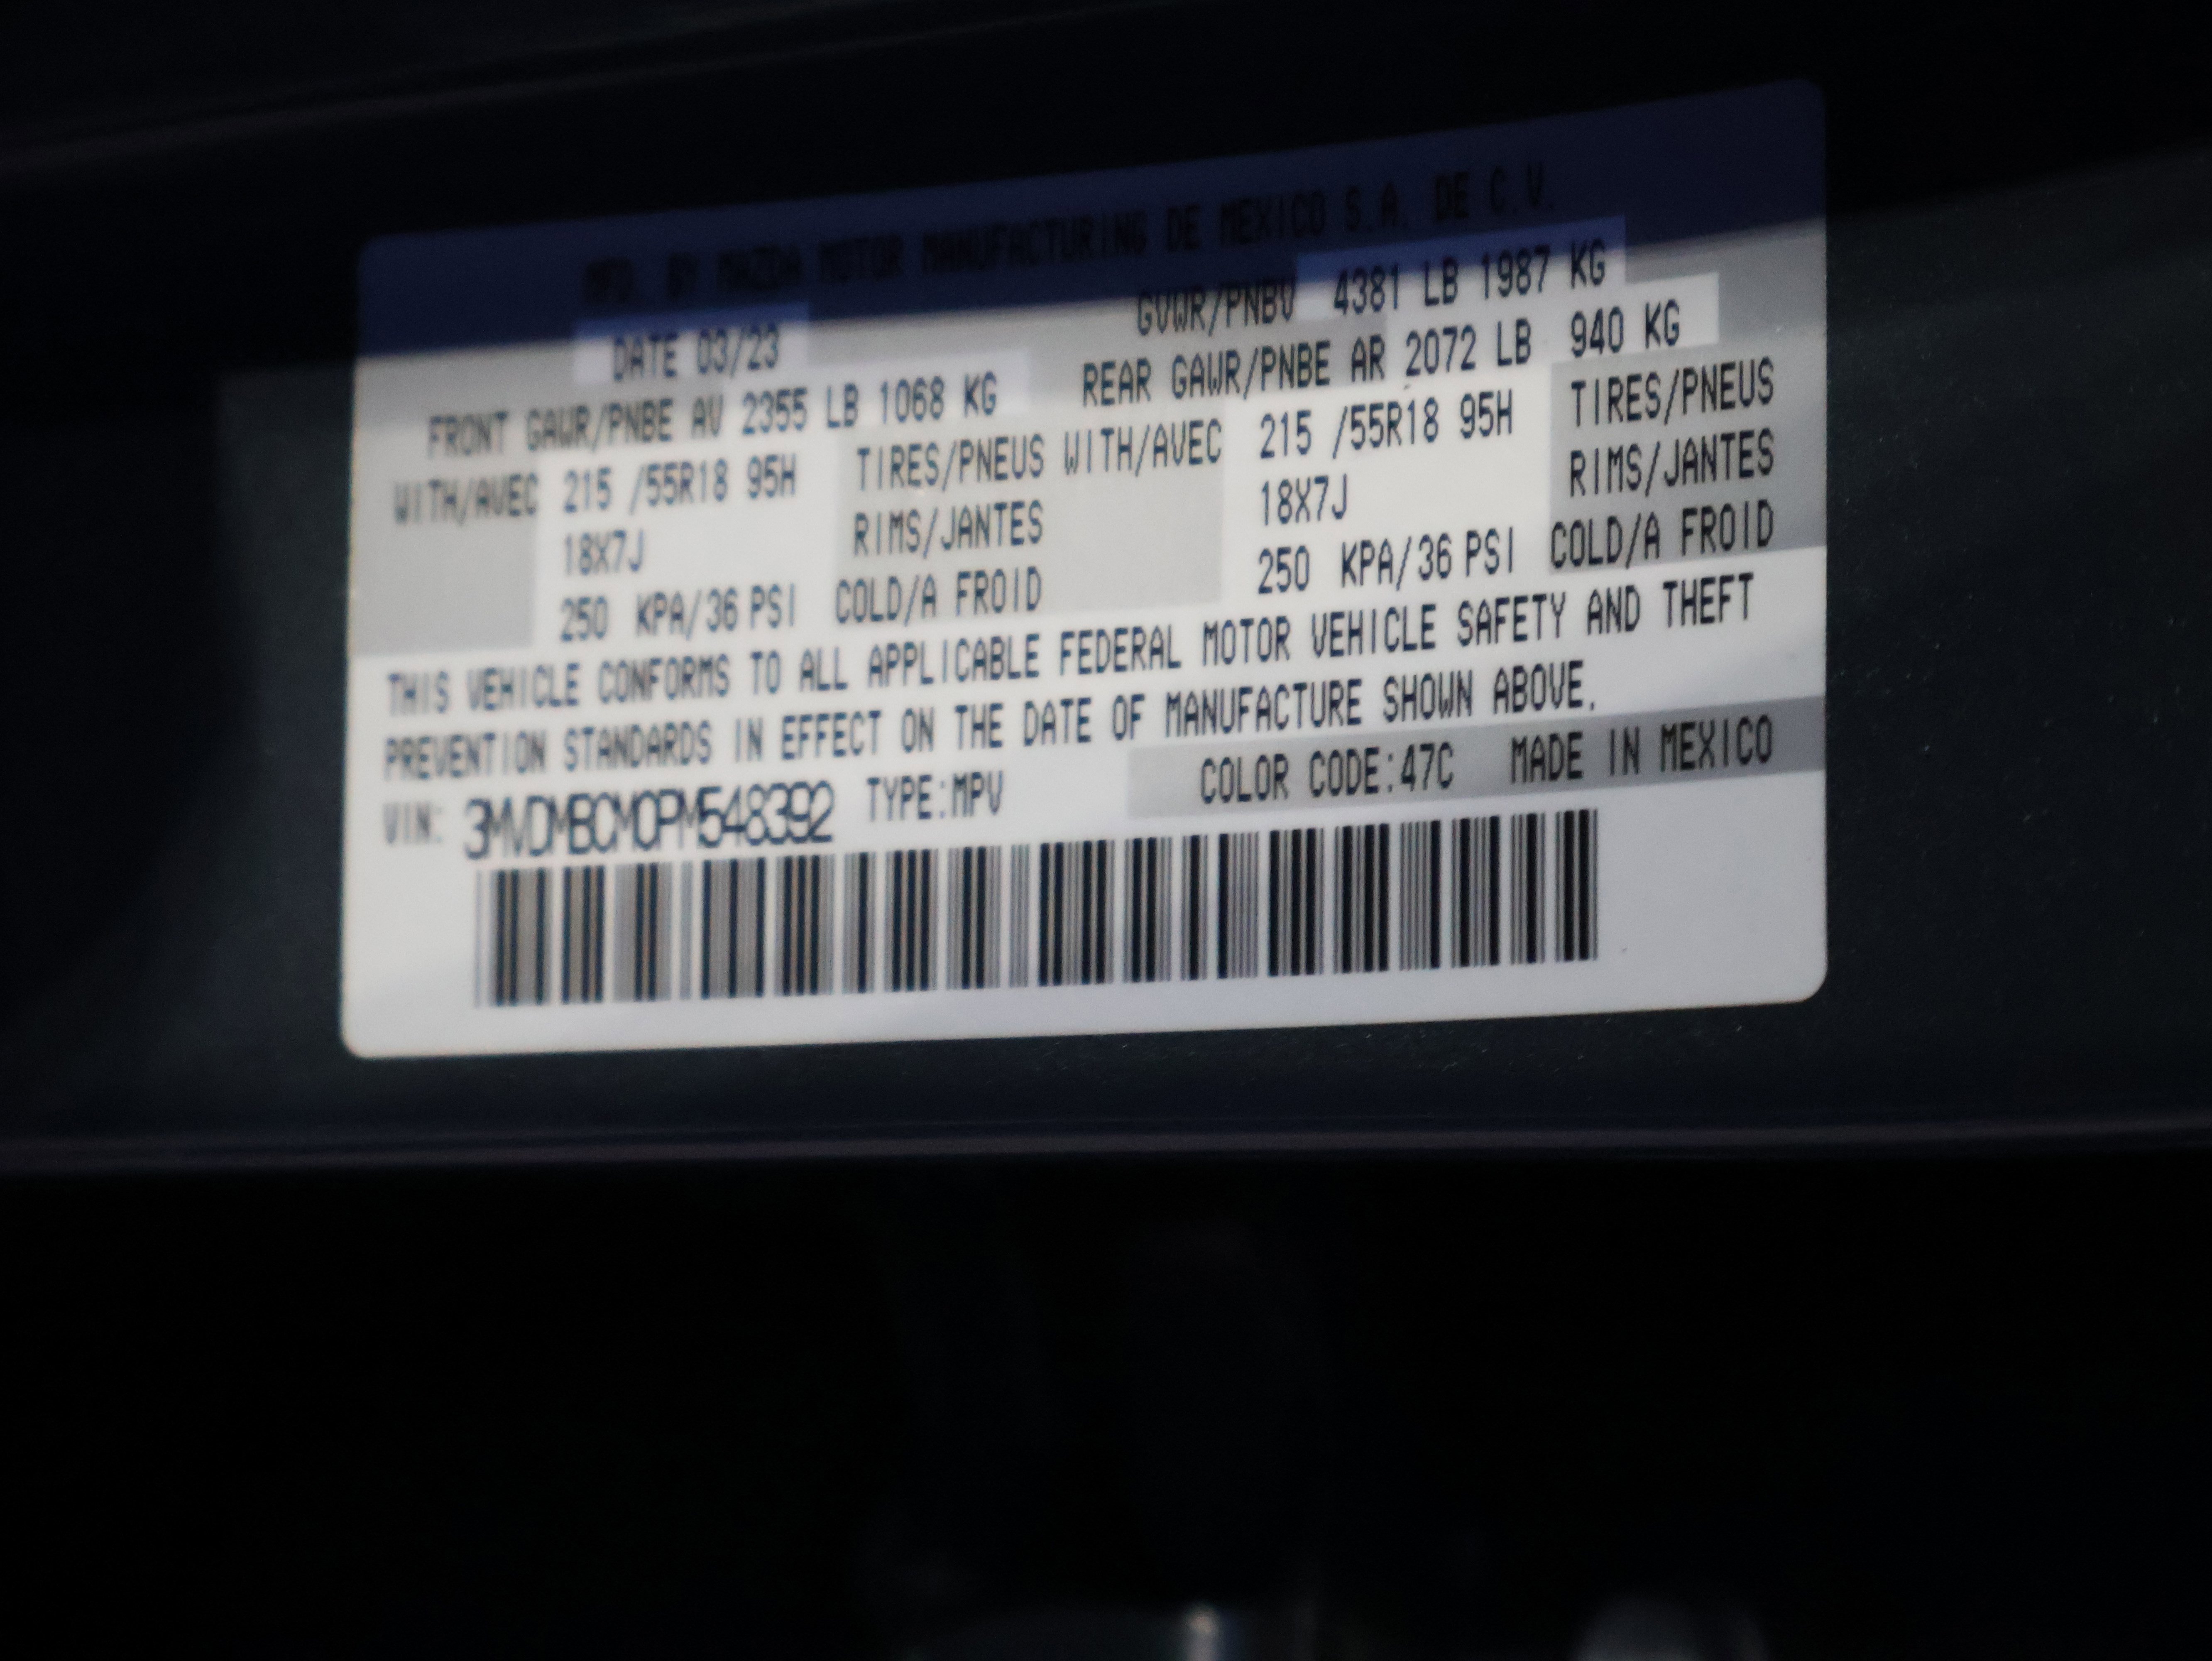 MFD. BY MAZDA MOTOR MANUFACTURING DE MEXICO S.A. DE C.V.
DATE 03/23 GVWR/PNBV 4381 LB 1987 KG
FRONT GAWR/PNBE AV 2355 LB 1068 KG REAR GAWR/PNBE AR 2072 LB 940 KG
WITH/AVEC 215 /55R18 95H TIRES/PNEUS WITH/AVEC 215 /55R18 95H TIRES/PNEUS
18X7J RIMS/JANTES 18X7J RIMS/JANTES
250 KPA/36 PSI COLD/A FROID 250 KPA/36 PSI COLD/A FROID
THIS VEHICLE CONFORMS TO ALL APPLICABLE FEDERAL MOTOR VEHICLE SAFETY AND THEFT
PREVENTION STANDARDS IN EFFECT ON THE DATE OF MANUFACTURE SHOWN ABOVE.
VIN: 3MVDMBCM0PM548392 TYPE:MPV COLOR CODE:47C MADE IN MEXICO